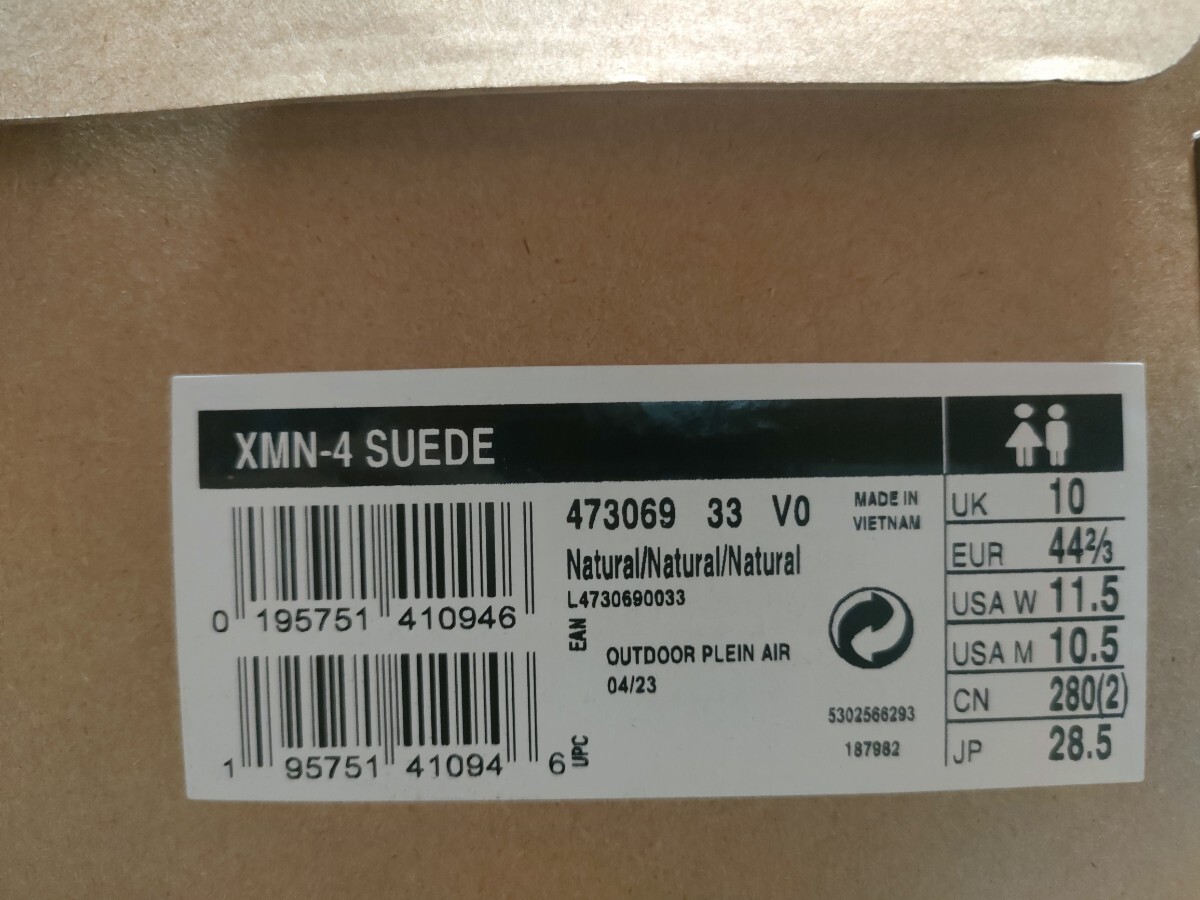 XMN-4 SUEDE
473069 33 V0
MADE IN
VIETNAM
Natural/Natural/Natural
L4730690033
0 195751 410946
EAN
OUTDOOR PLEIN AIR
04/23
1 95751 41094 6
UPC
5302566293
187982
UK 10
EUR 44⅔
USA W 11.5
USA M 10.5
CN 280(2)
JP 28.5